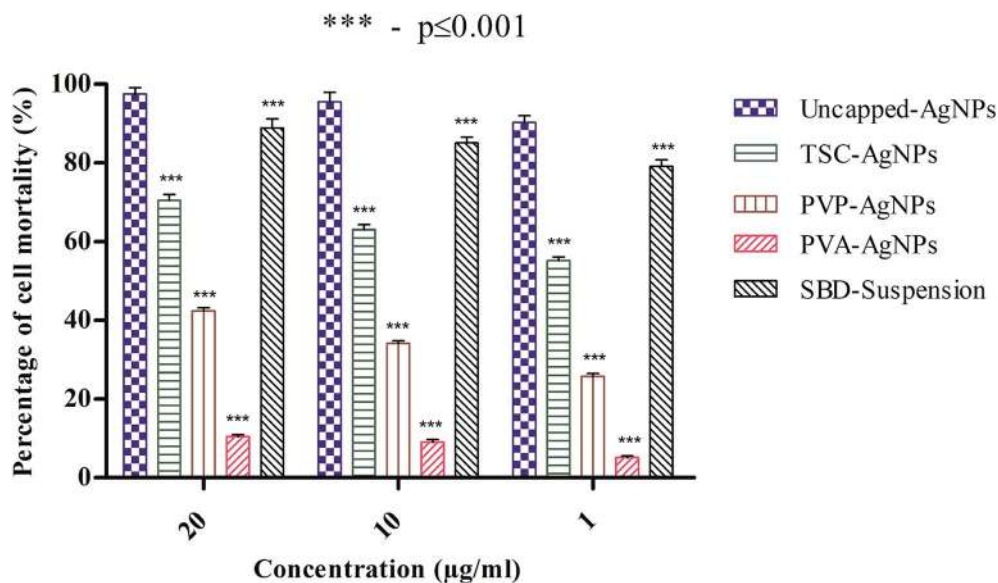 *** - p≤0.001
Percentage of cell mortality (%)
100
80
60
40
20
0
***
***
***
***
***
***
***
***
***
***
***
***
20
10
1
Concentration (µg/ml)
Uncapped-AgNPs
TSC-AgNPs
PVP-AgNPs
PVA-AgNPs
SBD-Suspension